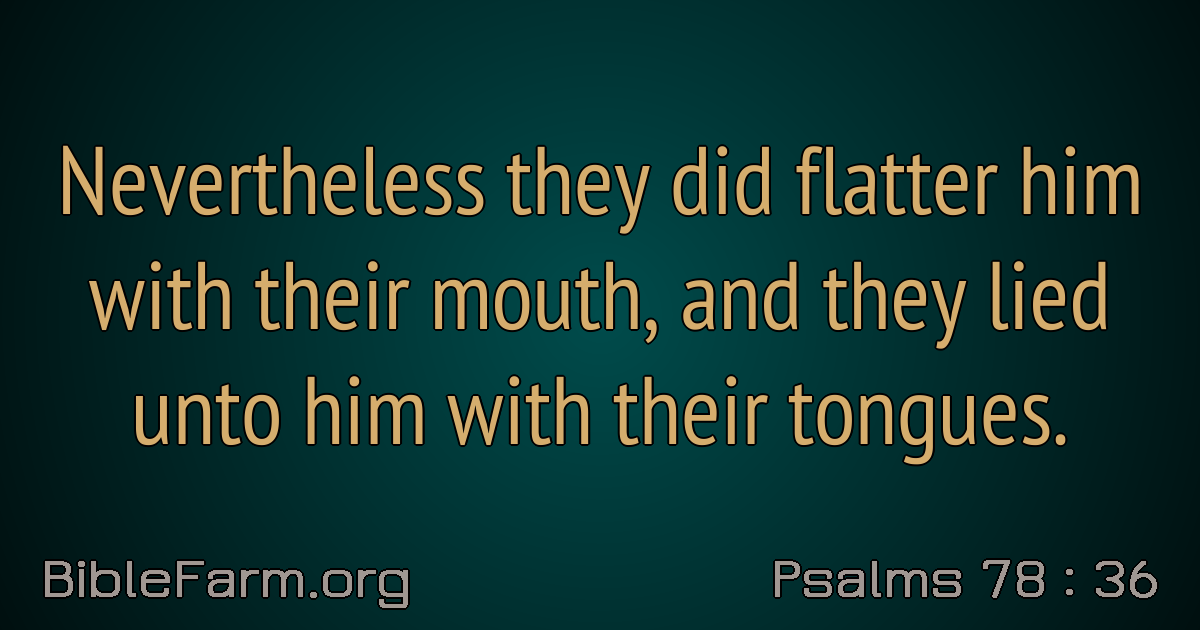 Nevertheless they did flatter him
with their mouth, and they lied
unto him with their tongues.
BibleFarm.org
Psalms 78 : 36